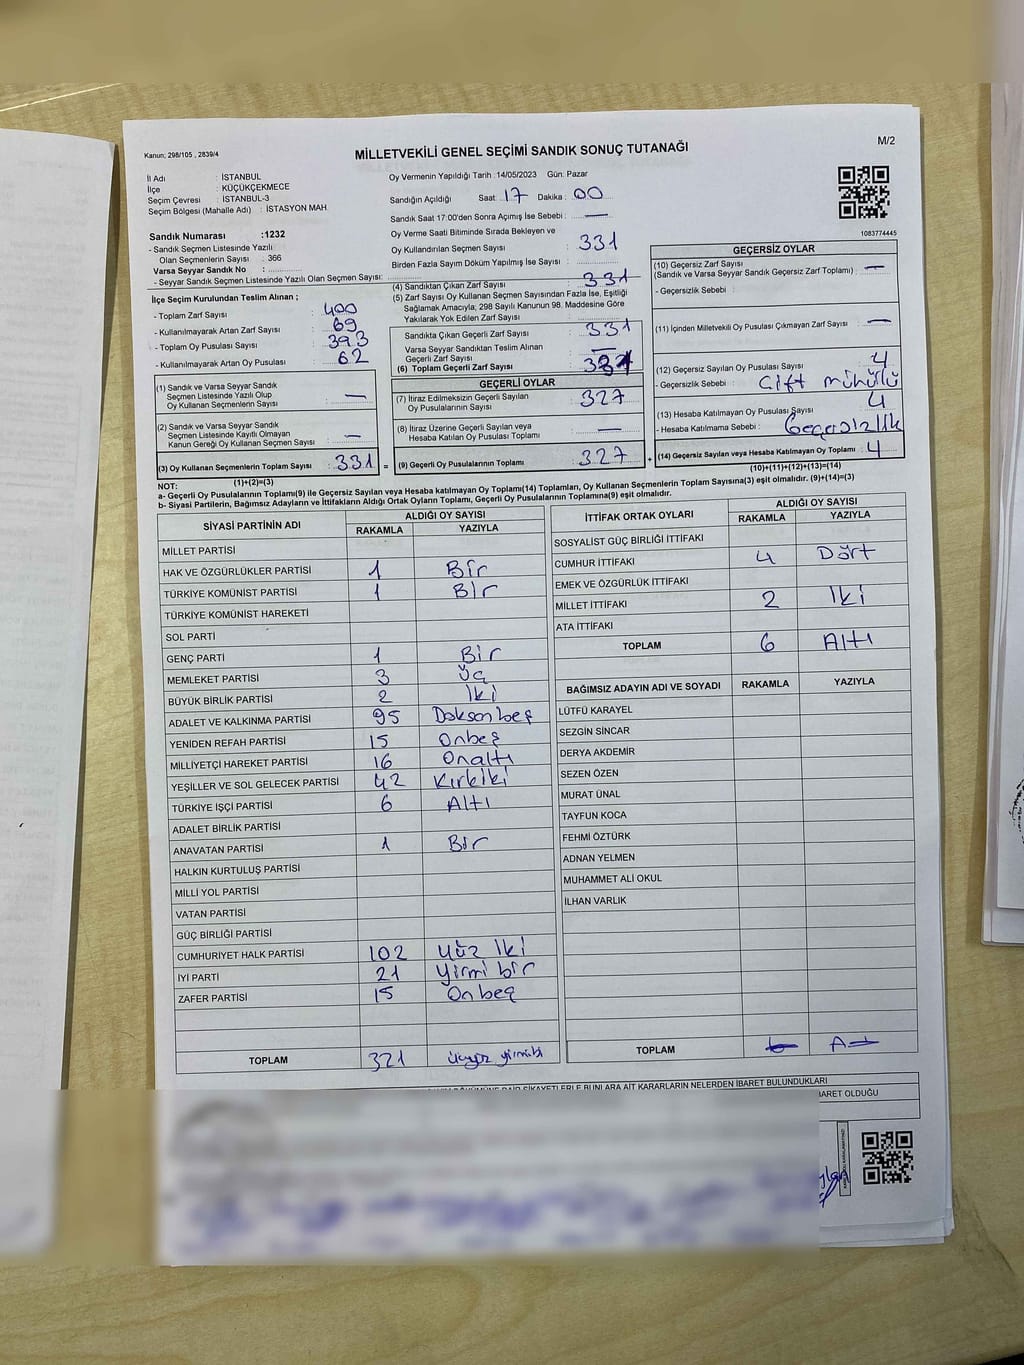 Kanun; 298/105 , 2839/4
MİLLETVEKİLİ GENEL SEÇİMİ SANDIK SONUÇ TUTANAĞI
M/2
İl Adı : İSTANBUL
İlçe : KÜÇÜKÇEKMECE
Seçim Çevresi : İSTANBUL-3
Seçim Bölgesi (Mahalle Adı) : İSTASYON MAH.
Oy Vermenin Yapıldığı Tarih : 14/05/2023 Gün: Pazar
Sandığın Açıldığı Saat : 17 Dakika : 00
Sandık Saat 17:00'den Sonra Açımış İse Sebebi : —
Oy Verme Saati Bitiminde Sırada Bekleyen ve
Oy Kullandırılan Seçmen Sayısı : 331
Birden Fazla Sayım Döküm Yapılmış İse Sayısı :
1083774445
Sandık Numarası :1232
- Sandık Seçmen Listesinde Yazılı
Olan Seçmenlerin Sayısı : 366
Varsa Seyyar Sandık No :
- Seyyar Sandık Seçmen Listesinde Yazılı Olan Seçmen Sayısı:
İlçe Seçim Kurulundan Teslim Alınan ;
- Toplam Zarf Sayısı : 400
- Kullanılmayarak Artan Zarf Sayısı : 69
- Toplam Oy Pusulası Sayısı : 393
- Kullanılmayarak Artan Oy Pusulası : 62
(4) Sandıktan Çıkan Zarf Sayısı : 331
(5) Zarf Sayısı Oy Kullanan Seçmen Sayısından Fazla İse, Eşitliği
Sağlamak Amacıyla; 298 Sayılı Kanunun 98. Maddesine Göre
Yakılarak Yok Edilen Zarf Sayısı :
Sandıkta Çıkan Geçerli Zarf Sayısı : 331
Varsa Seyyar Sandıktan Teslim Alınan
Geçerli Zarf Sayısı : —
(6) Toplam Geçerli Zarf Sayısı : 331
GEÇERSİZ OYLAR
(10) Geçersiz Zarf Sayısı
(Sandık ve Varsa Seyyar Sandık Geçersiz Zarf Toplamı) : —
- Geçersizlik Sebebi :
(11) İçinden Milletvekili Oy Pusulası Çıkmayan Zarf Sayısı : —
(12) Geçersiz Sayılan Oy Pusulası Sayısı : 4
- Geçersizlik Sebebi : Çift mühürlü
(13) Hesaba Katılmayan Oy Pusulası Sayısı : 4
- Hesaba Katılmama Sebebi : Geçersizlik
(14) Geçersiz Sayılan veya Hesaba Katılmayan Oy Toplamı : 4
(10)+(11)+(12)+(13)=(14)
(1) Sandık ve Varsa Seyyar Sandık
Seçmen Listesinde Yazılı Olup
Oy Kullanan Seçmenlerin Sayısı : —
(2) Sandık ve Varsa Seyyar Sandık
Seçmen Listesinde Kayıtlı Olmayan
Kanun Gereği Oy Kullanan Seçmen Sayısı : —
(3) Oy Kullanan Seçmenlerin Toplam Sayısı : 331 =
(1)+(2)=(3)
GEÇERLİ OYLAR
(7) İtiraz Edilmeksizin Geçerli Sayılan
Oy Pusulalarının Sayısı : 327
(8) İtiraz Üzerine Geçerli Sayılan veya
Hesaba Katılan Oy Pusulası Toplamı : —
(9) Geçerli Oy Pusulalarının Toplamı : 327 +
NOT:
a- Geçerli Oy Pusulalarının Toplamı(9) ile Geçersiz Sayılan veya Hesaba katılmayan Oy Toplamı(14) Toplamları, Oy Kullanan Seçmenlerin Toplam Sayısına(3) eşit olmalıdır. (9)+(14)=(3)
b- Siyasi Partilerin, Bağımsız Adayların ve İttifakların Aldığı Ortak Oyların Toplamı, Geçerli Oy Pusulalarının Toplamına(9) eşit olmalıdır.
SİYASİ PARTİNİN ADI ALDIĞI OY SAYISI
RAKAMLA YAZIYLA
MİLLET PARTİSİ
HAK VE ÖZGÜRLÜKLER PARTİSİ 1 Bir
TÜRKİYE KOMÜNİST PARTİSİ 1 Bir
TÜRKİYE KOMÜNİST HAREKETİ
SOL PARTİ
GENÇ PARTİ 1 Bir
MEMLEKET PARTİSİ 3 Üç
BÜYÜK BİRLİK PARTİSİ 2 İki
ADALET VE KALKINMA PARTİSİ 95 Doksan beş
YENİDEN REFAH PARTİSİ 15 Onbeş
MİLLİYETÇİ HAREKET PARTİSİ 16 Onaltı
YEŞİLLER VE SOL GELECEK PARTİSİ 42 Kırkiki
TÜRKİYE İŞÇİ PARTİSİ 6 Altı
ADALET BİRLİK PARTİSİ
ANAVATAN PARTİSİ 1 Bir
HALKIN KURTULUŞ PARTİSİ
MİLLİ YOL PARTİSİ
VATAN PARTİSİ
GÜÇ BİRLİĞİ PARTİSİ
CUMHURİYET HALK PARTİSİ 102 Yüz İki
İYİ PARTİ 21 Yirmi bir
ZAFER PARTİSİ 15 Onbeş
TOPLAM 321
İTTİFAK ORTAK OYLARI ALDIĞI OY SAYISI
RAKAMLA YAZIYLA
SOSYALİST GÜÇ BİRLİĞİ İTTİFAKI
CUMHUR İTTİFAKI 4 Dört
EMEK VE ÖZGÜRLÜK İTTİFAKI
MİLLET İTTİFAKI 2 İki
ATA İTTİFAKI
TOPLAM 6 Altı
BAĞIMSIZ ADAYIN ADI VE SOYADI RAKAMLA YAZIYLA
LÜTFÜ KARAYEL
SEZGİN SİNCAR
DERYA AKDEMİR
SEZEN ÖZEN
MURAT ÜNAL
TAYFUN KOCA
FEHMİ ÖZTÜRK
ADNAN YELMEN
MUHAMMET ALİ OKUL
İLHAN VARLIK
TOPLAM
DÖKÜMÜNE DAİR ŞİKAYETLERLE BUNLARA AİT KARARLARIN NELERDEN İBARET BULUNDUKLARI
BARET OLDUĞU